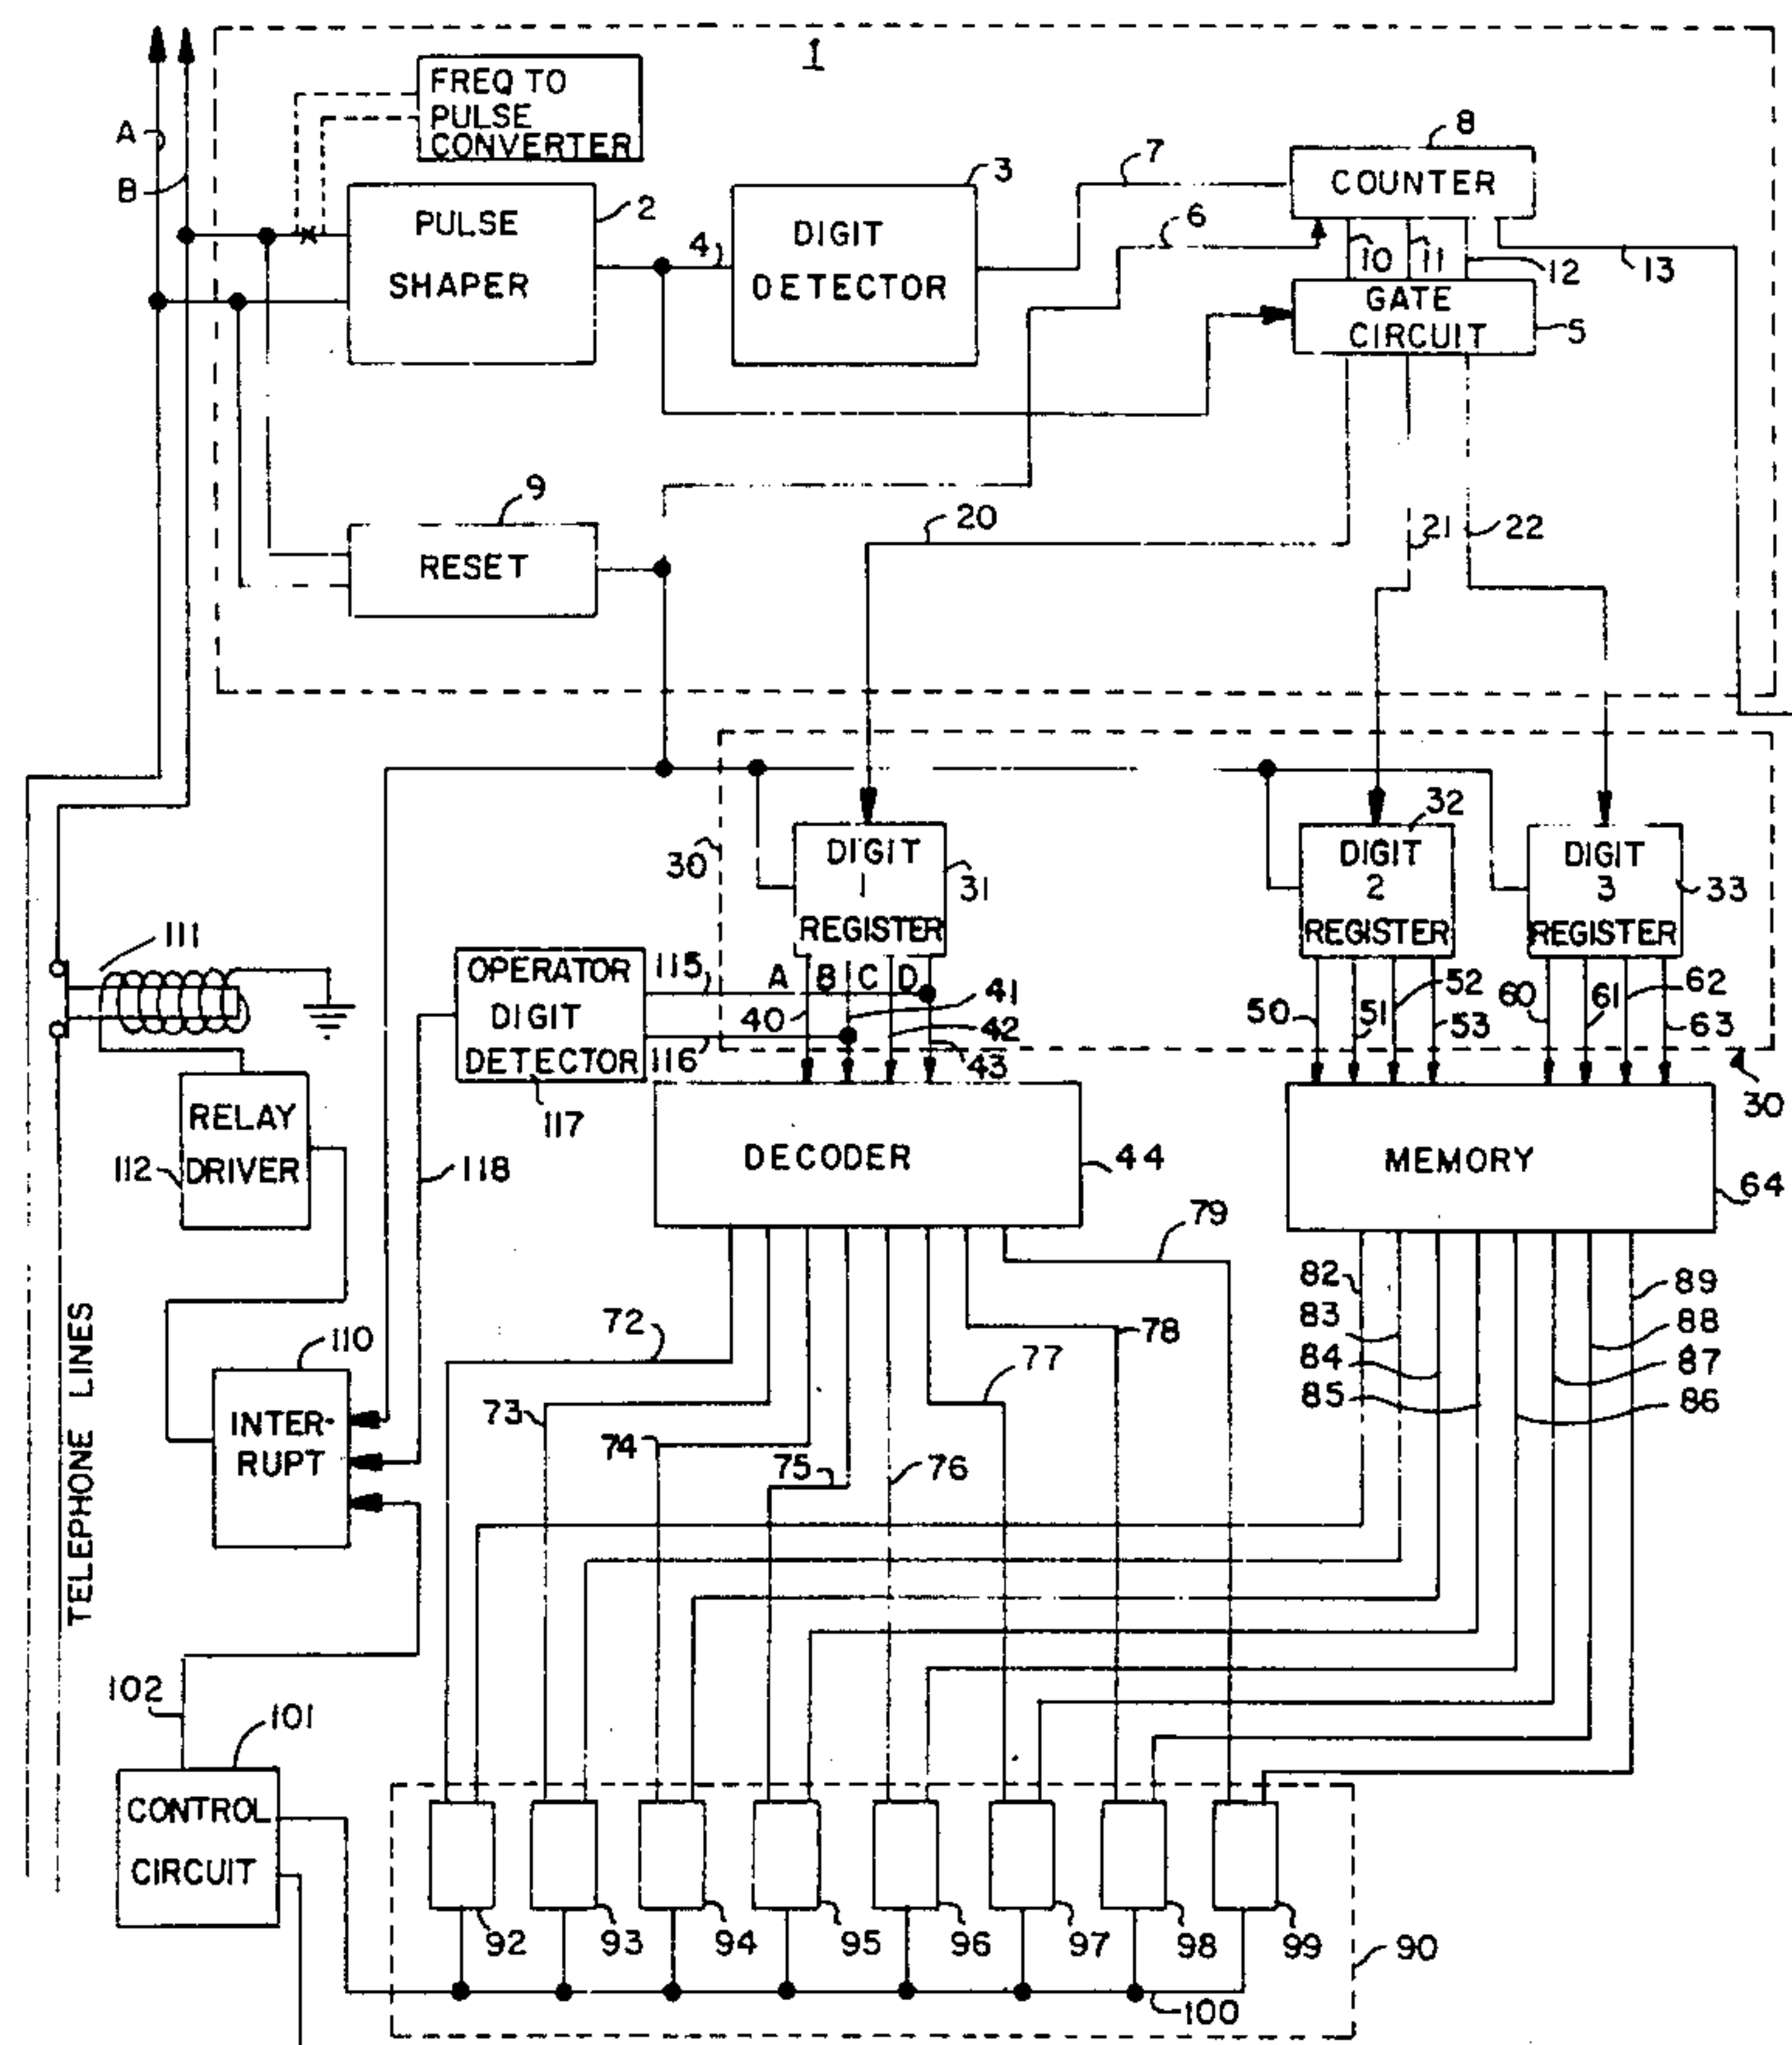 1
FREQ TO
PULSE
CONVERTER
A
B
PULSE
SHAPER
2
4
DIGIT
DETECTOR
3
7
6
8
COUNTER
10
11
12
13
GATE
CIRCUIT
5
9
RESET
20
21
22
30
DIGIT
1
REGISTER
31
DIGIT
2
REGISTER
32
DIGIT
3
REGISTER
33
111
OPERATOR
DIGIT
DETECTOR
117
115
116
A
B
C
D
40
41
42
43
50
51
52
53
60
61
62
63
30
RELAY
DRIVER
112
118
DECODER
44
MEMORY
64
79
72
73
74
75
76
77
78
82
83
84
85
89
88
87
86
110
INTER-
RUPT
TELEPHONE LINES
102
101
CONTROL
CIRCUIT
92
93
94
95
96
97
98
99
90
100